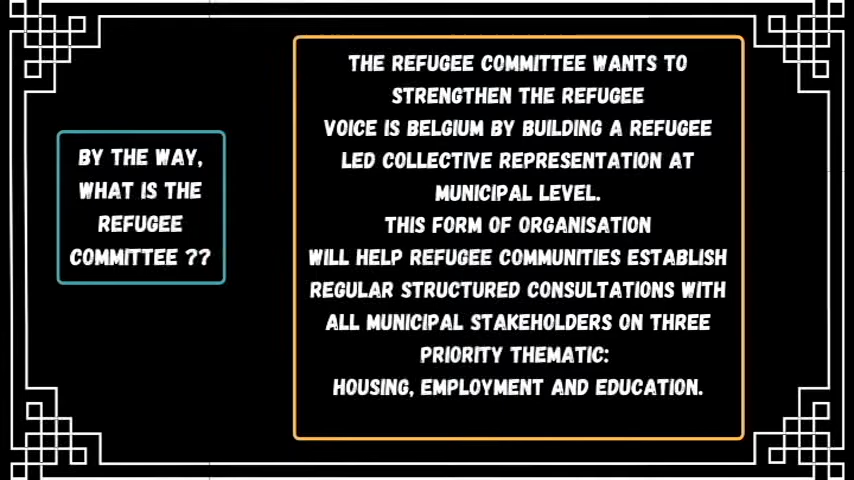 BY THE WAY,
WHAT IS THE
REFUGEE
COMMITTEE ??
THE REFUGEE COMMITTEE WANTS TO
STRENGTHEN THE REFUGEE
VOICE IS BELGIUM BY BUILDING A REFUGEE
LED COLLECTIVE REPRESENTATION AT
MUNICIPAL LEVEL.
THIS FORM OF ORGANISATION
WILL HELP REFUGEE COMMUNITIES ESTABLISH
REGULAR STRUCTURED CONSULTATIONS WITH
ALL MUNICIPAL STAKEHOLDERS ON THREE
PRIORITY THEMATIC:
HOUSING, EMPLOYMENT AND EDUCATION.